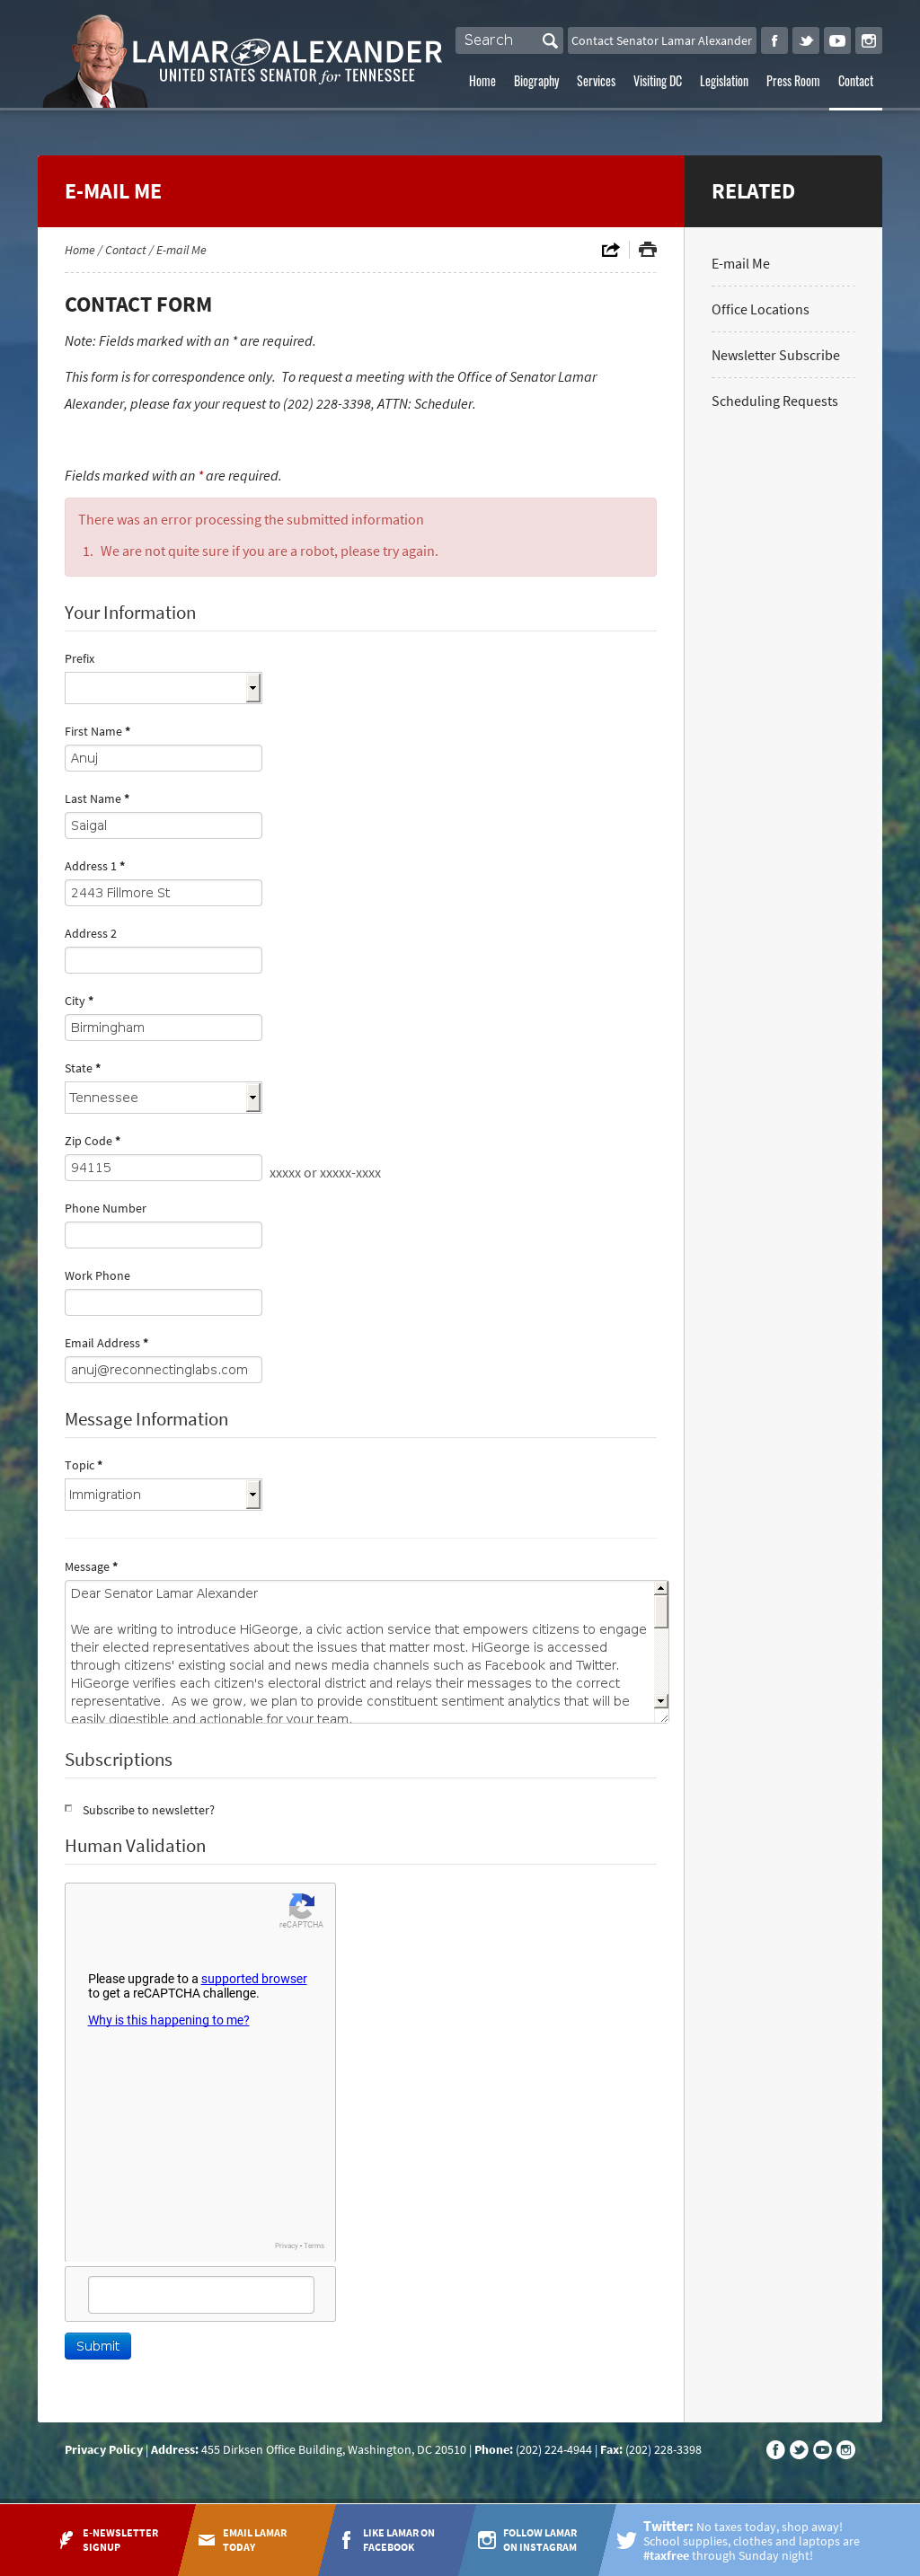 LAMAR ALEXANDER
UNITED STATES SENATOR for TENNESSEE
Search
Contact Senator Lamar Alexander
Home Biography Services Visiting DC Legislation Press Room Contact
E-MAIL ME
RELATED
Home / Contact / E-mail Me
E-mail Me
Office Locations
Newsletter Subscribe
Scheduling Requests
CONTACT FORM
Note: Fields marked with an * are required.
This form is for correspondence only. To request a meeting with the Office of Senator Lamar
Alexander, please fax your request to (202) 228-3398, ATTN: Scheduler.
Fields marked with an * are required.
There was an error processing the submitted information
1. We are not quite sure if you are a robot, please try again.
Your Information
Prefix
First Name *
Anuj
Last Name *
Saigal
Address 1 *
2443 Fillmore St
Address 2
City *
Birmingham
State *
Tennessee
Zip Code *
94115 xxxxx or xxxxx-xxxx
Phone Number
Work Phone
Email Address *
anuj@reconnectinglabs.com
Message Information
Topic *
Immigration
Message *
Dear Senator Lamar Alexander
We are writing to introduce HiGeorge, a civic action service that empowers citizens to engage
their elected representatives about the issues that matter most. HiGeorge is accessed
through citizens' existing social and news media channels such as Facebook and Twitter.
HiGeorge verifies each citizen's electoral district and relays their messages to the correct
representative. As we grow, we plan to provide constituent sentiment analytics that will be
easily digestible and actionable for your team.
Subscriptions
Subscribe to newsletter?
Human Validation
reCAPTCHA
Please upgrade to a supported browser
to get a reCAPTCHA challenge.
Why is this happening to me?
Privacy • Terms
Submit
Privacy Policy | Address: 455 Dirksen Office Building, Washington, DC 20510 | Phone: (202) 224-4944 | Fax: (202) 228-3398
E-NEWSLETTER
SIGNUP
EMAIL LAMAR
TODAY
LIKE LAMAR ON
FACEBOOK
FOLLOW LAMAR
ON INSTAGRAM
Twitter: No taxes today, shop away!
School supplies, clothes and laptops are
#taxfree through Sunday night!